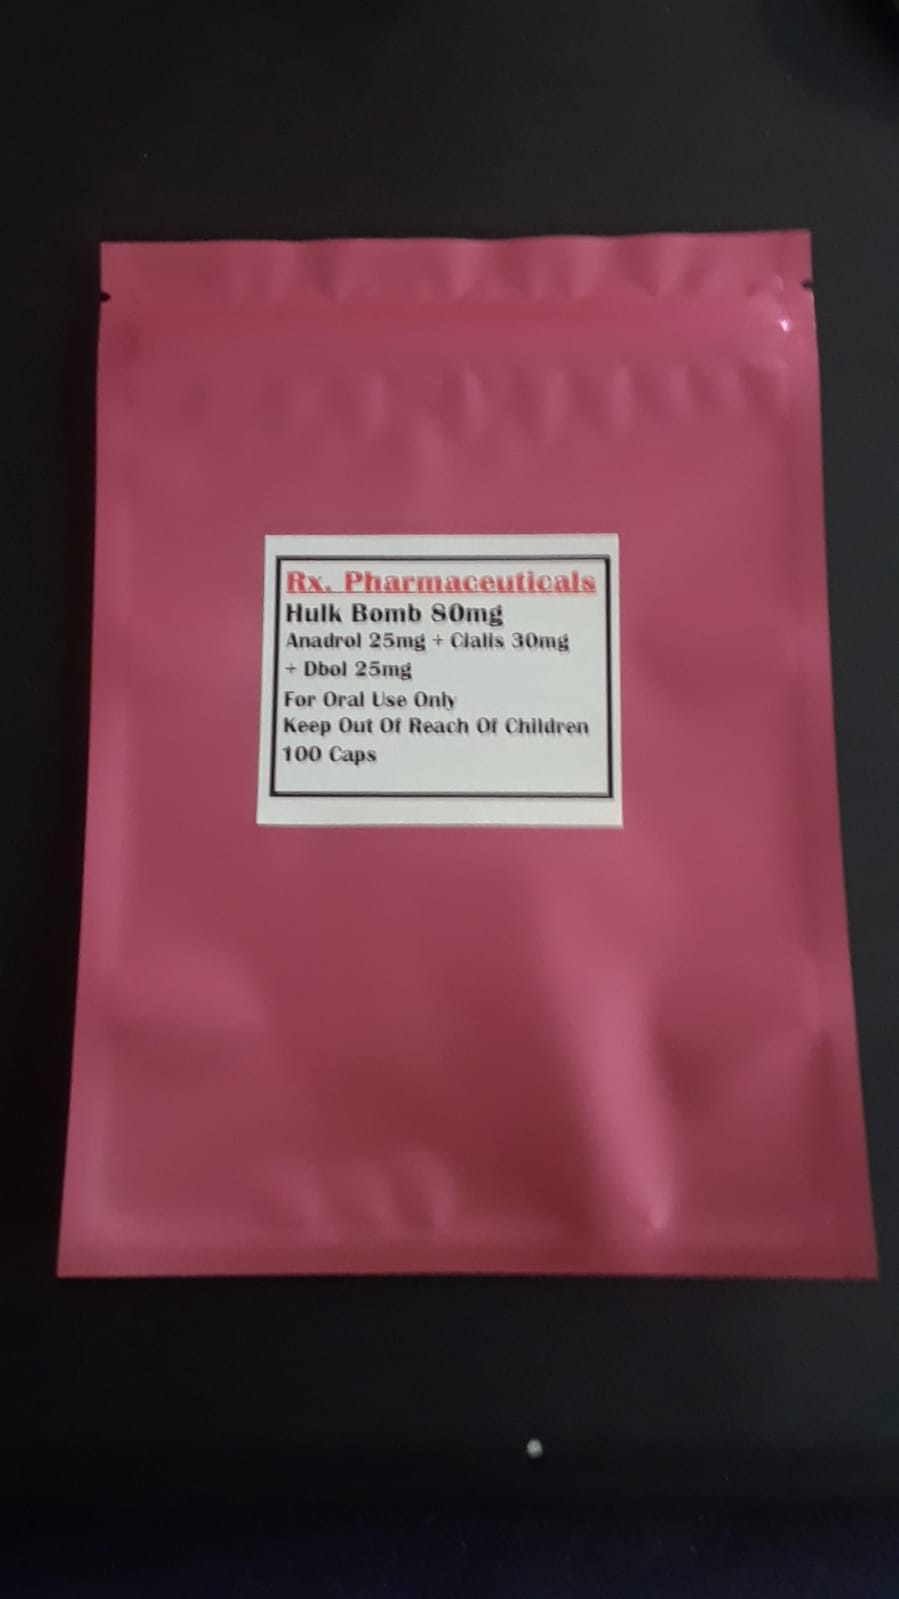 Rx. Pharmaceuticals
Hulk Bomb 80mg
Anadrol 25mg + Cialis 30mg
+ Dbol 25mg
For Oral Use Only
Keep Out Of Reach Of Children
100 Caps